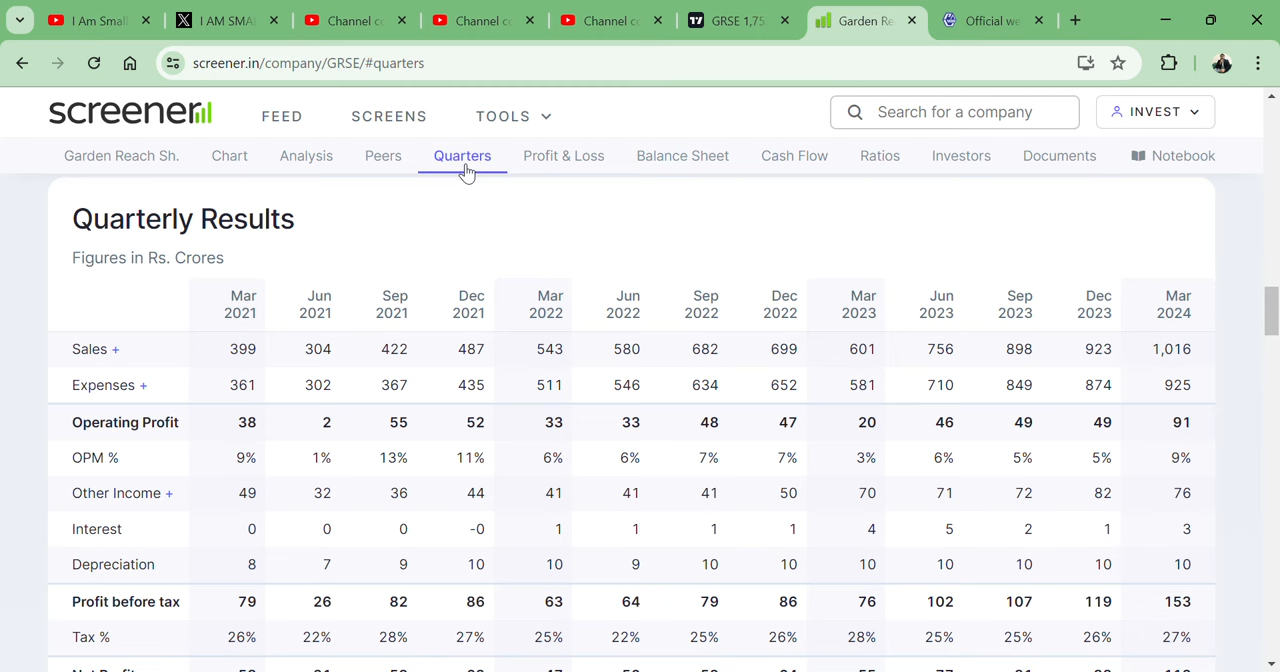 I Am Small
I AM SMA
Channel co
Channel co
Channel co
GRSE 1,75
Garden Re
Official we
screener.in/company/GRSE/#quarters
screener
FEED
SCREENS
TOOLS
Search for a company
INVEST
Garden Reach Sh.
Chart
Analysis
Peers
Quarters
Profit & Loss
Balance Sheet
Cash Flow
Ratios
Investors
Documents
Notebook
Quarterly Results
Figures in Rs. Crores
Mar 2021 Jun 2021 Sep 2021 Dec 2021 Mar 2022 Jun 2022 Sep 2022 Dec 2022 Mar 2023 Jun 2023 Sep 2023 Dec 2023 Mar 2024
Sales + 399 304 422 487 543 580 682 699 601 756 898 923 1,016
Expenses + 361 302 367 435 511 546 634 652 581 710 849 874 925
Operating Profit 38 2 55 52 33 33 48 47 20 46 49 49 91
OPM % 9% 1% 13% 11% 6% 6% 7% 7% 3% 6% 5% 5% 9%
Other Income + 49 32 36 44 41 41 41 50 70 71 72 82 76
Interest 0 0 0 -0 1 1 1 1 4 5 2 1 3
Depreciation 8 7 9 10 10 9 10 10 10 10 10 10 10
Profit before tax 79 26 82 86 63 64 79 86 76 102 107 119 153
Tax % 26% 22% 28% 27% 25% 22% 25% 26% 28% 25% 25% 26% 27%